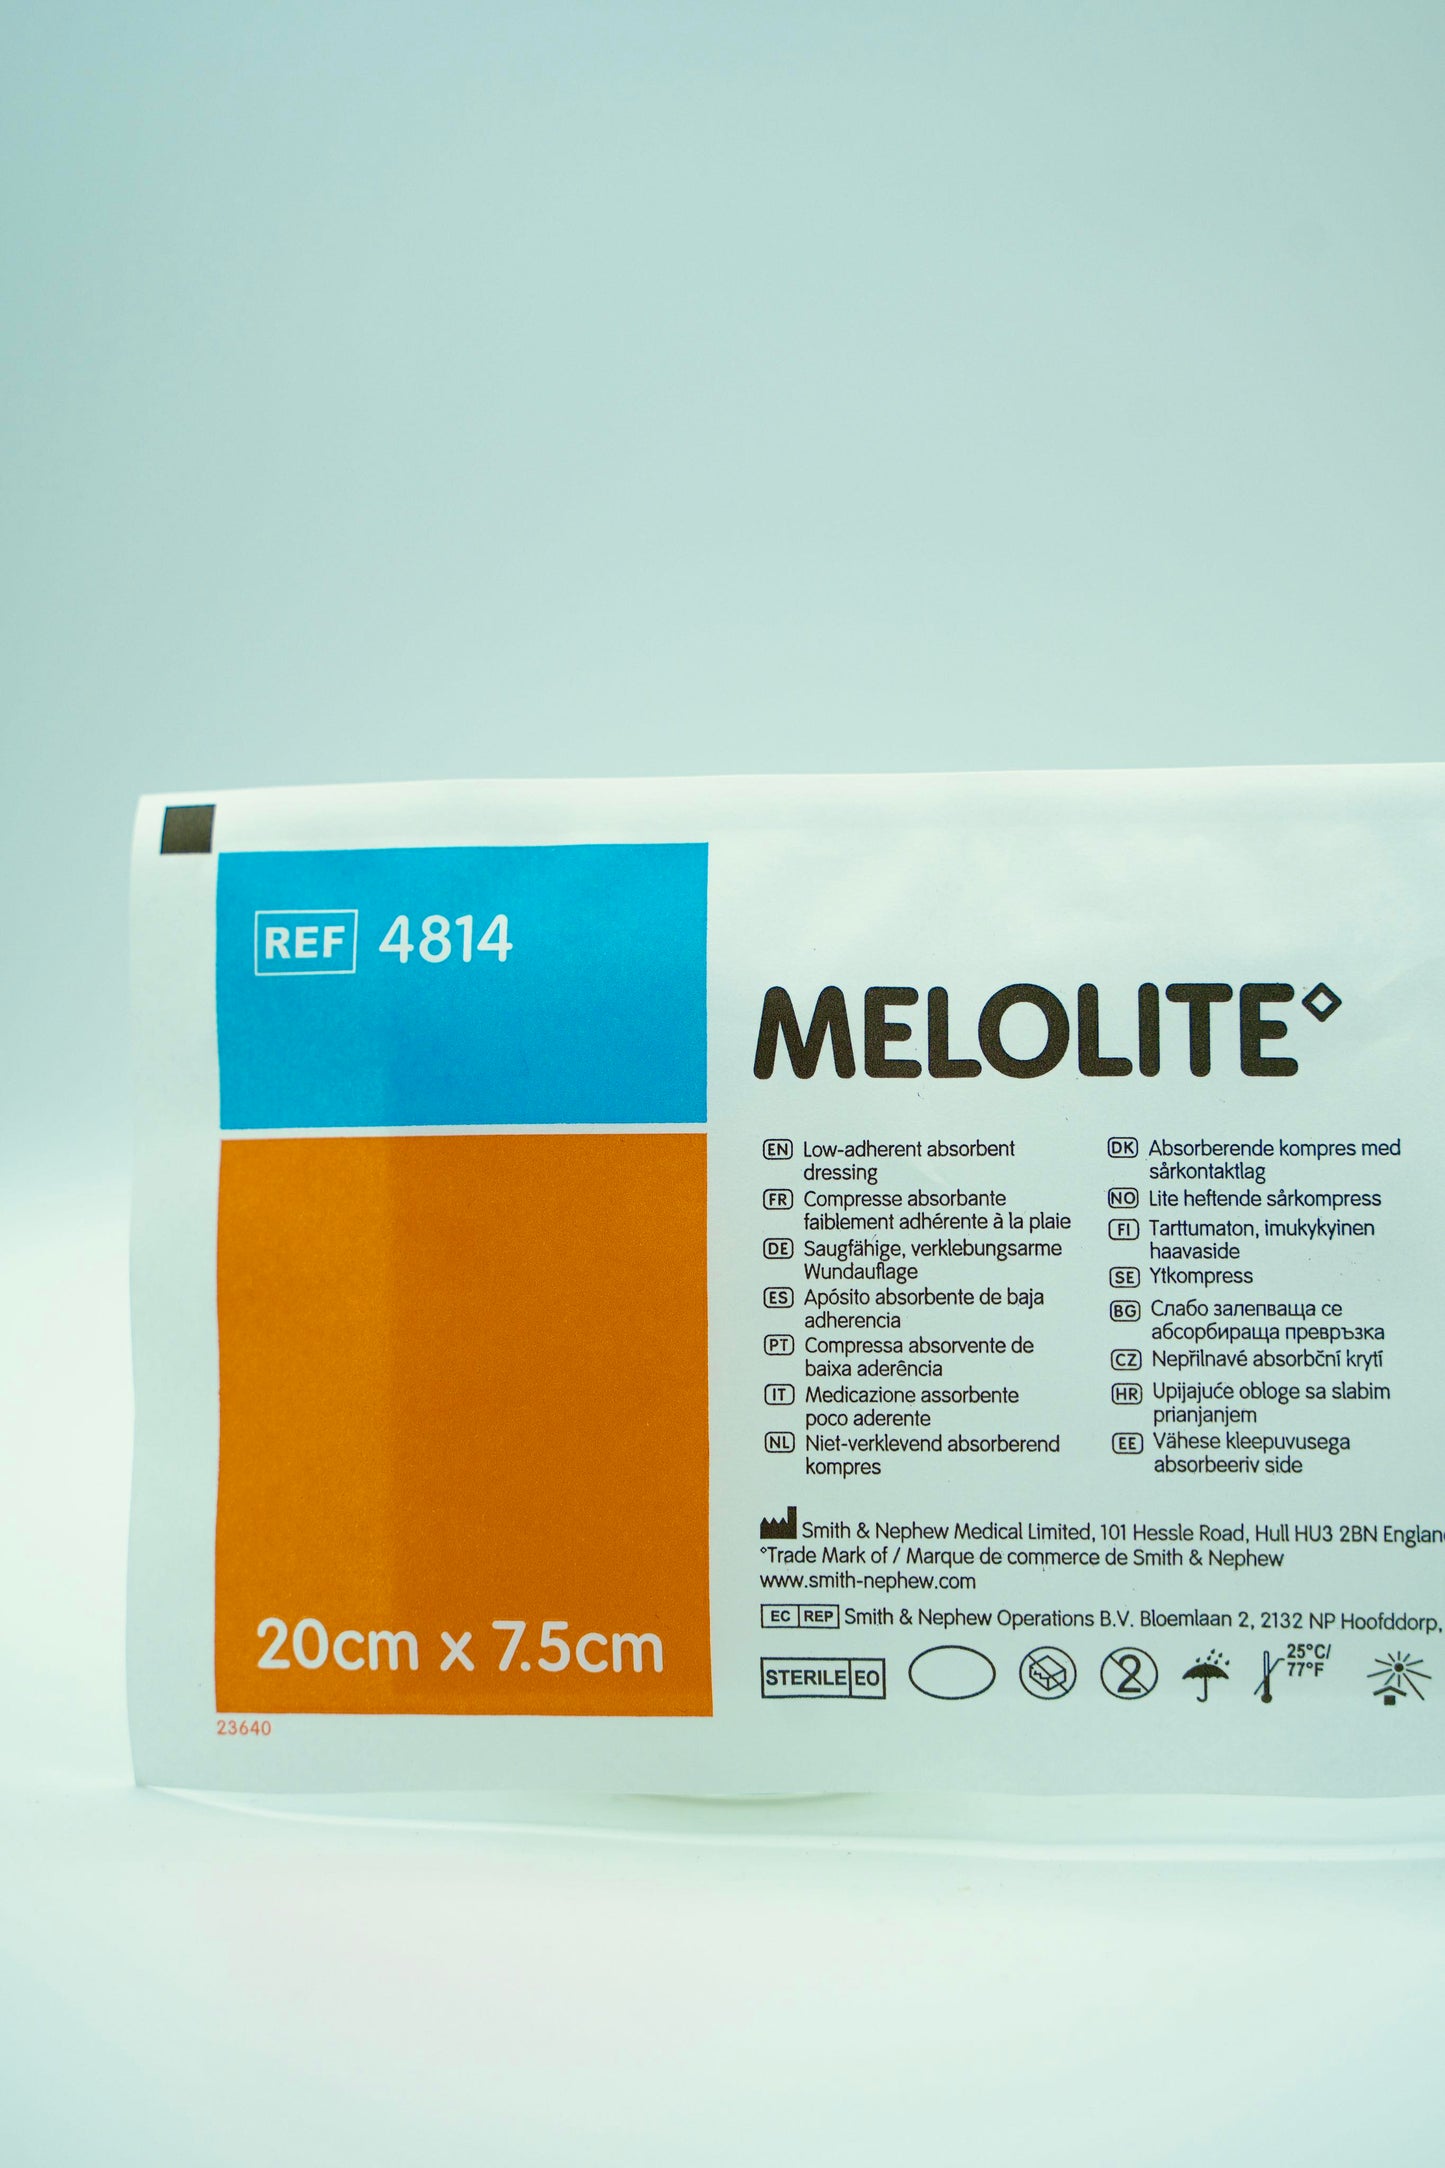 REF 4814
20cm x 7.5cm
23640
MELOLITE◇
EN Low-adherent absorbent
dressing
FR Compresse absorbante
faiblement adhérente à la plaie
DE Saugfähige, verklebungsarme
Wundauflage
ES Apósito absorbente de baja
adherencia
PT Compressa absorvente de
baixa aderência
IT Medicazione assorbente
poco aderente
NL Niet-verklevend absorberend
kompres
DK Absorberende kompres med
sårkontaktlag
NO Lite heftende sårkompress
FI Tarttumaton, imukykyinen
haavaside
SE Ytkompress
BG Слабо залепваща се
абсорбираща превръзка
CZ Nepřilnavé absorbční krytí
HR Upijajuće obloge sa slabim
prianjanjem
EE Vähese kleepuvusega
absorbeeriv side
Smith & Nephew Medical Limited, 101 Hessle Road, Hull HU3 2BN Englan
◇Trade Mark of / Marque de commerce de Smith & Nephew
www.smith-nephew.com
EC REP Smith & Nephew Operations B.V. Bloemlaan 2, 2132 NP Hoofddorp,
STERILE EO 2 25°C/
77°F